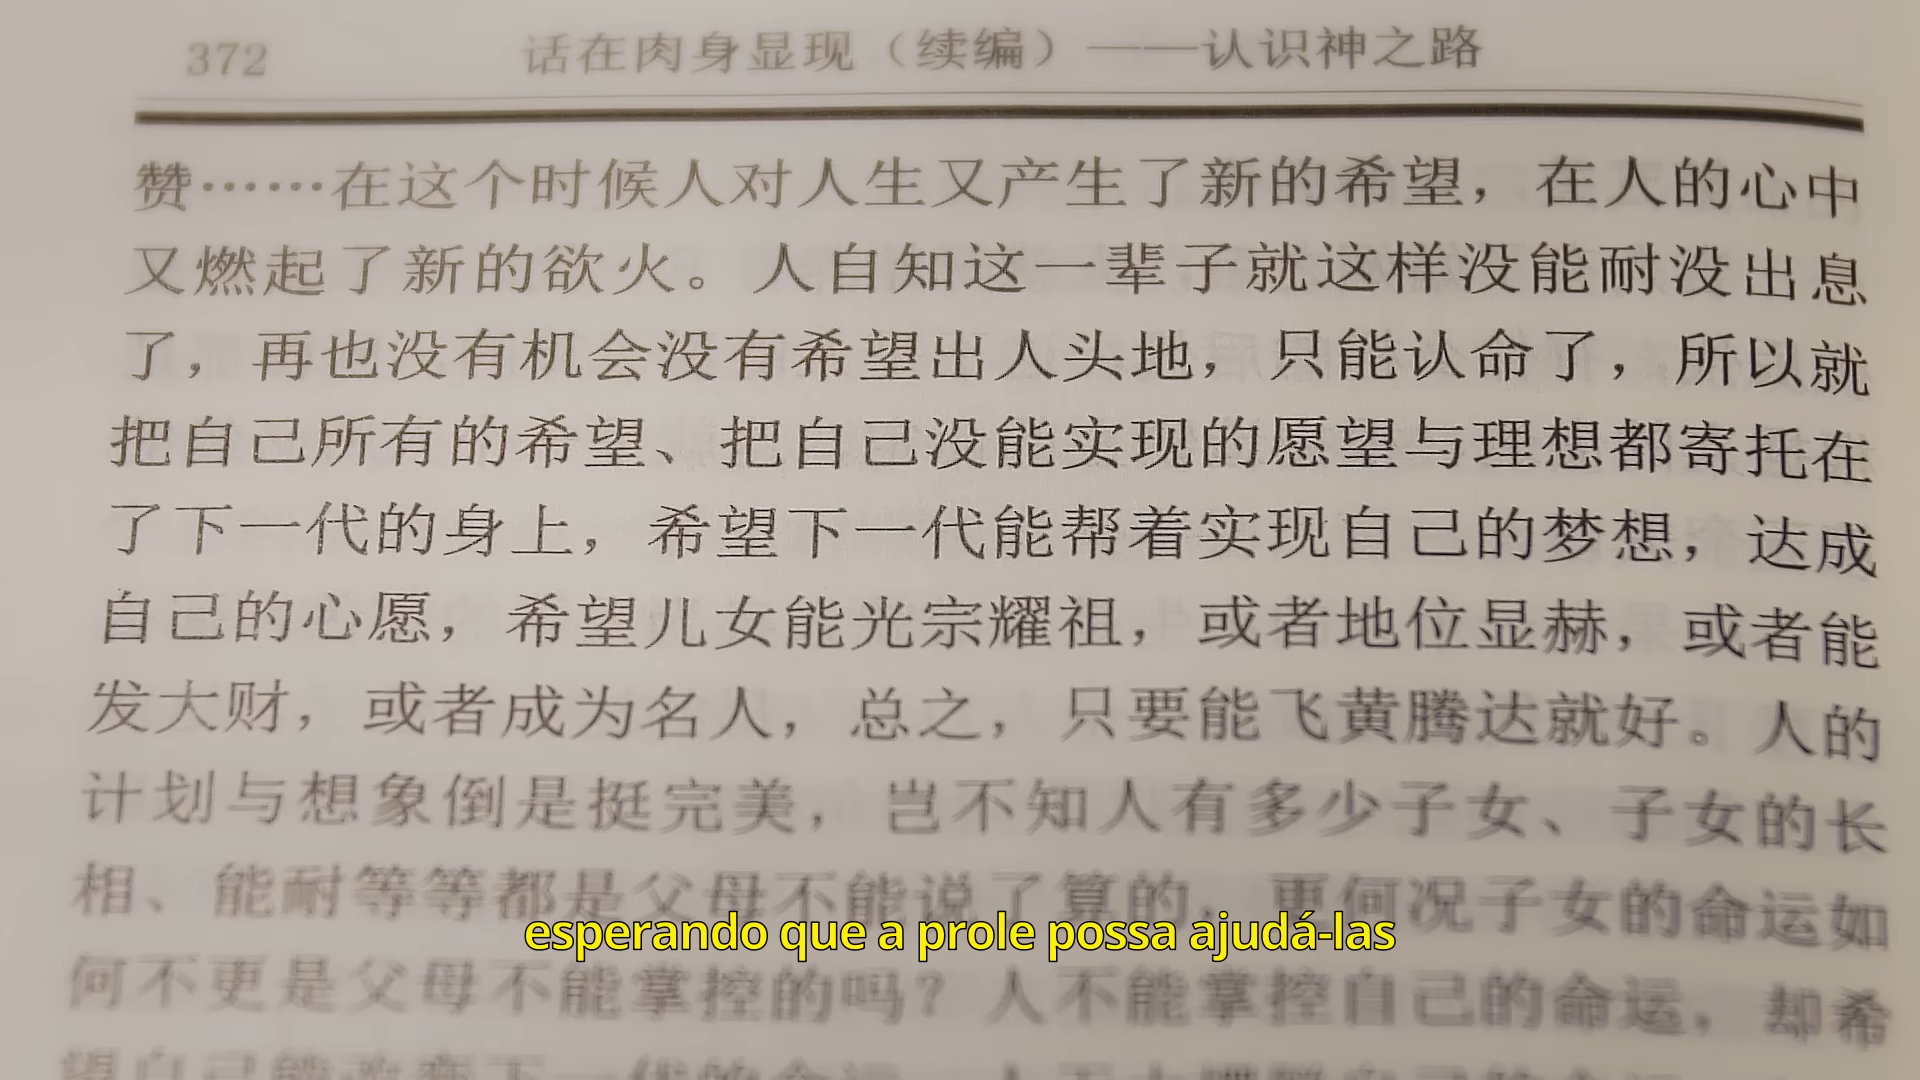 372 话在肉身显现（续编）——认识神之路
赞……在这个时候人对人生又产生了新的希望，在人的心中
又燃起了新的欲火。人自知这一辈子就这样没能耐没出息
了，再也没有机会没有希望出人头地，只能认命了，所以就
把自己所有的希望、把自己没能实现的愿望与理想都寄托在
了下一代的身上，希望下一代能帮着实现自己的梦想，达成
自己的心愿，希望儿女能光宗耀祖，或者地位显赫，或者能
发大财，或者成为名人，总之，只要能飞黄腾达就好。人的
计划与想象倒是挺完美，岂不知人有多少子女、子女的长
相、能耐等等都是父母不能说了算的，更何况子女的命运如
esperando que a prole possa ajudá-las
何不更是父母不能掌控的吗？人不能掌控自己的命运，却希